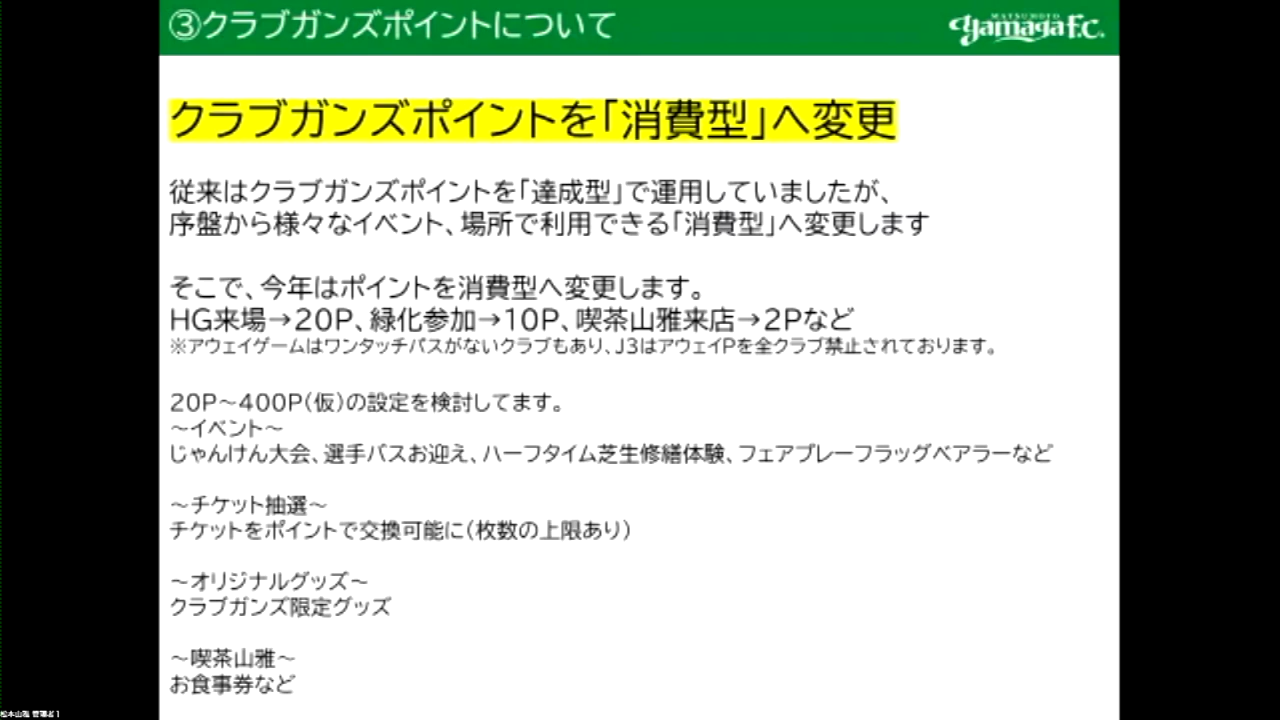 ③クラブガンズポイントについて
MATSUMOTO
yamaga f.c.
クラブガンズポイントを「消費型」へ変更
従来はクラブガンズポイントを「達成型」で運用していましたが、
序盤から様々なイベント、場所で利用できる「消費型」へ変更します
そこで、今年はポイントを消費型へ変更します。
HG来場→20P、緑化参加→10P、喫茶山雅来店→2Pなど
※アウェイゲームはワンタッチパスがないクラブもあり、J3はアウェイPを全クラブ禁止されております。
20P～400P(仮)の設定を検討してます。
～イベント～
じゃんけん大会、選手バスお迎え、ハーフタイム芝生修繕体験、フェアプレーフラッグベアラーなど
～チケット抽選～
チケットをポイントで交換可能に(枚数の上限あり)
～オリジナルグッズ～
クラブガンズ限定グッズ
～喫茶山雅～
お食事券など
松本山雅 管理者1